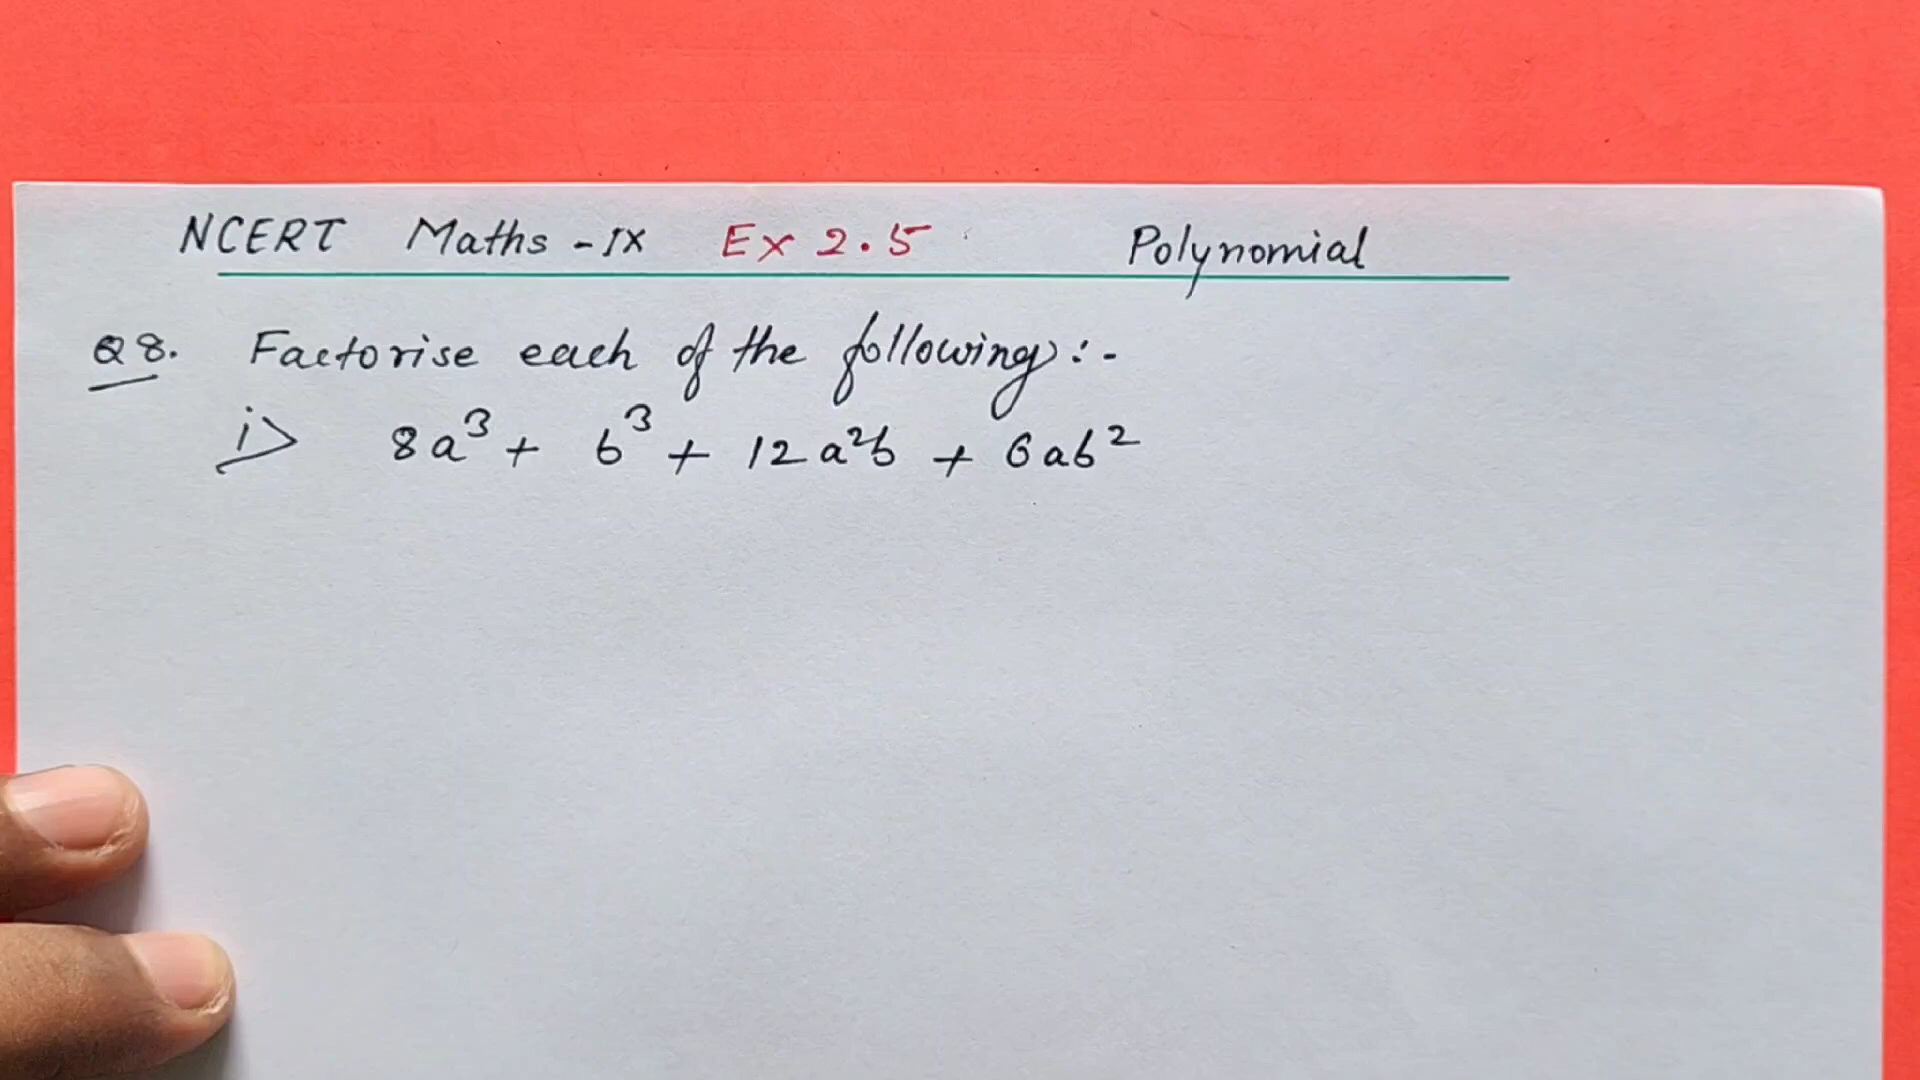 NCERT Maths - IX Ex 2.5 Polynomial
Q8. Factorise each of the following:-
i> 8a³ + b³ + 12a²b + 6ab²